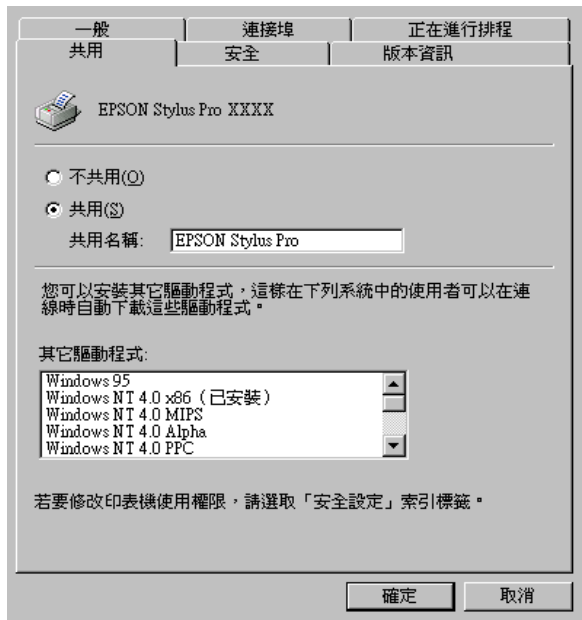 一般 連接埠 正在進行排程
共用 安全 版本資訊
EPSON Stylus Pro XXXX
不共用(O)
共用(S)
共用名稱: EPSON Stylus Pro
您可以安裝其它驅動程式，這樣在下列系統中的使用者可以在連
線時自動下載這些驅動程式。
其它驅動程式:
Windows 95
Windows NT 4.0 x86（已安裝）
Windows NT 4.0 MIPS
Windows NT 4.0 Alpha
Windows NT 4.0 PPC
若要修改印表機使用權限，請選取「安全設定」索引標籤。
確定 取消